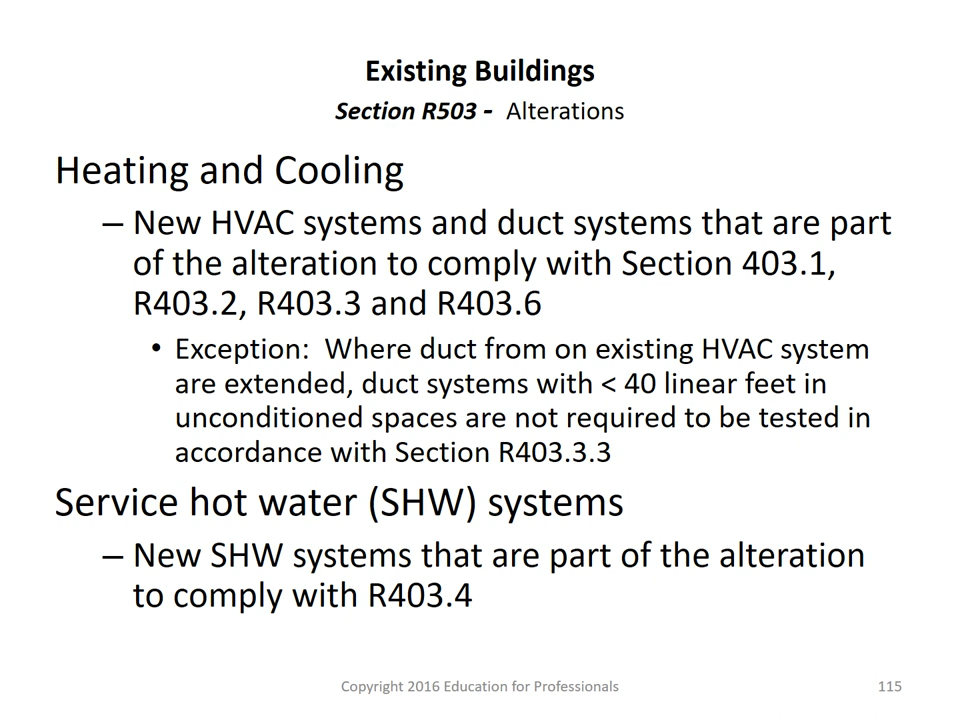 Existing Buildings
Section R503 - Alterations
Heating and Cooling
– New HVAC systems and duct systems that are part
of the alteration to comply with Section 403.1,
R403.2, R403.3 and R403.6
• Exception: Where duct from on existing HVAC system
are extended, duct systems with < 40 linear feet in
unconditioned spaces are not required to be tested in
accordance with Section R403.3.3
Service hot water (SHW) systems
– New SHW systems that are part of the alteration
to comply with R403.4
Copyright 2016 Education for Professionals
115